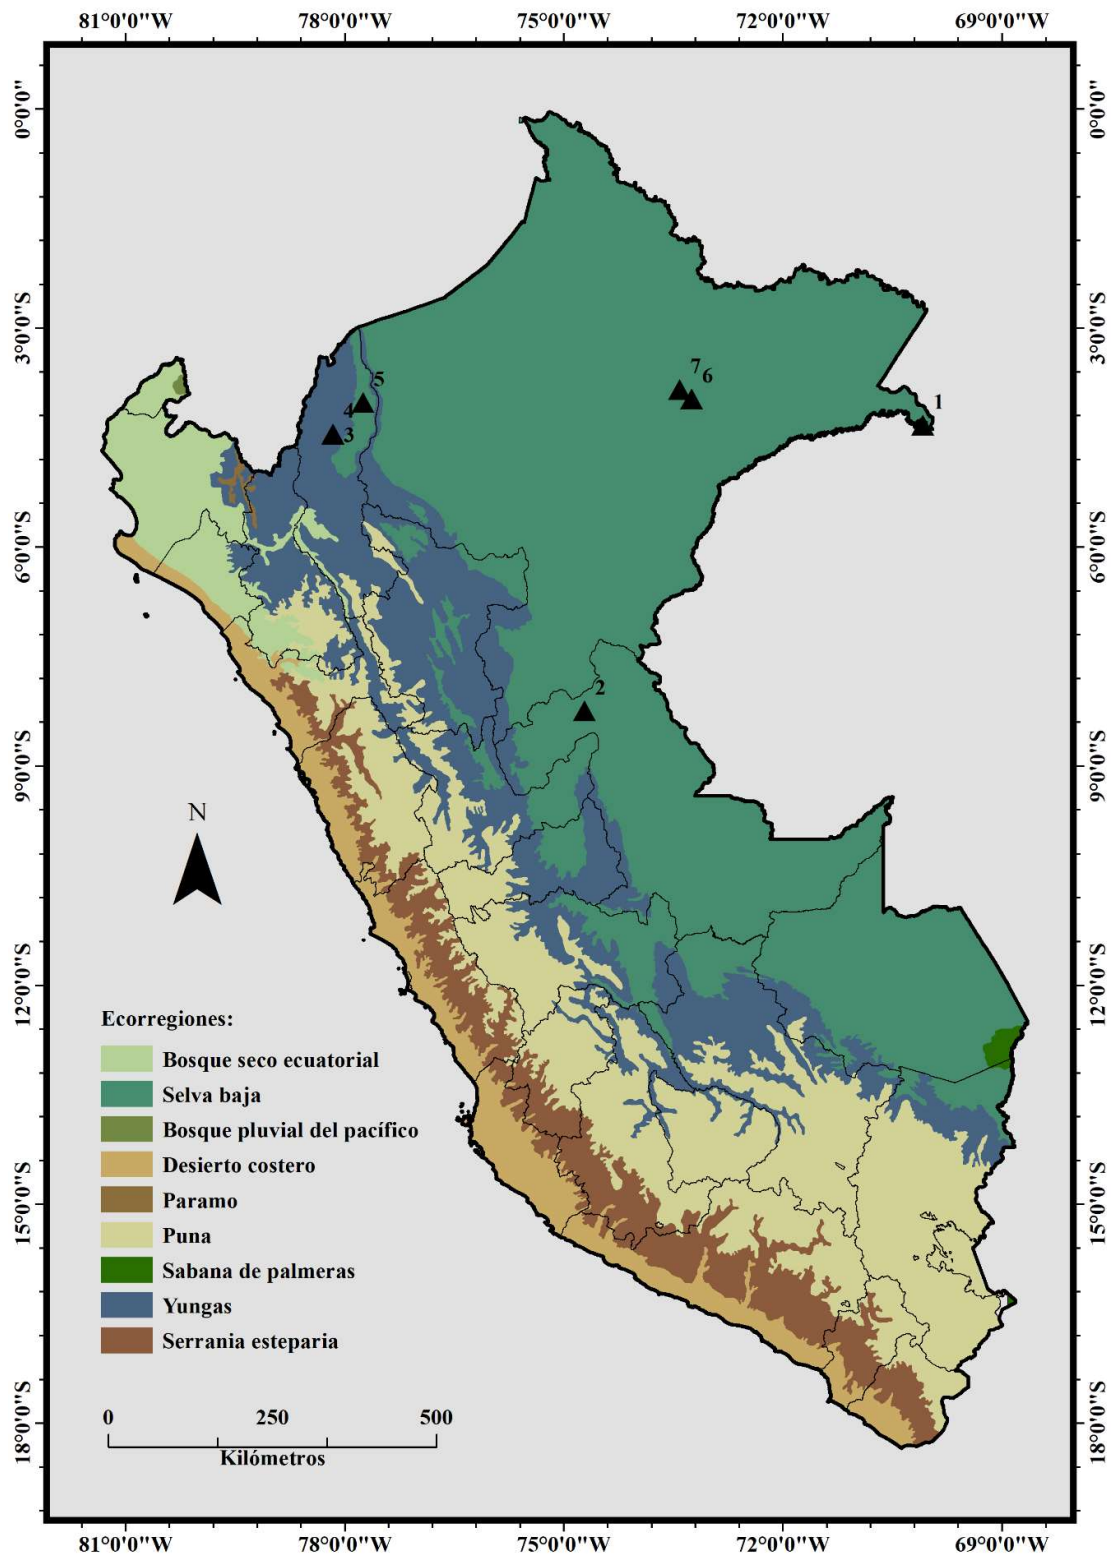 81°0'0"W 78°0'0"W 75°0'0"W 72°0'0"W 69°0'0"W
0°0'0" 0°0'0"
3°0'0"S 3°0'0"S
7 6
5
4
1
3
6°0'0"S 6°0'0"S
2
9°0'0"S 9°0'0"S
N
12°0'0"S 12°0'0"S
Ecorregiones:
Bosque seco ecuatorial
Selva baja
Bosque pluvial del pacífico
Desierto costero
Paramo
Puna
Sabana de palmeras
Yungas
Serrania esteparia
15°0'0"S 15°0'0"S
0 250 500
Kilómetros
18°0'0"S 18°0'0"S
81°0'0"W 78°0'0"W 75°0'0"W 72°0'0"W 69°0'0"W